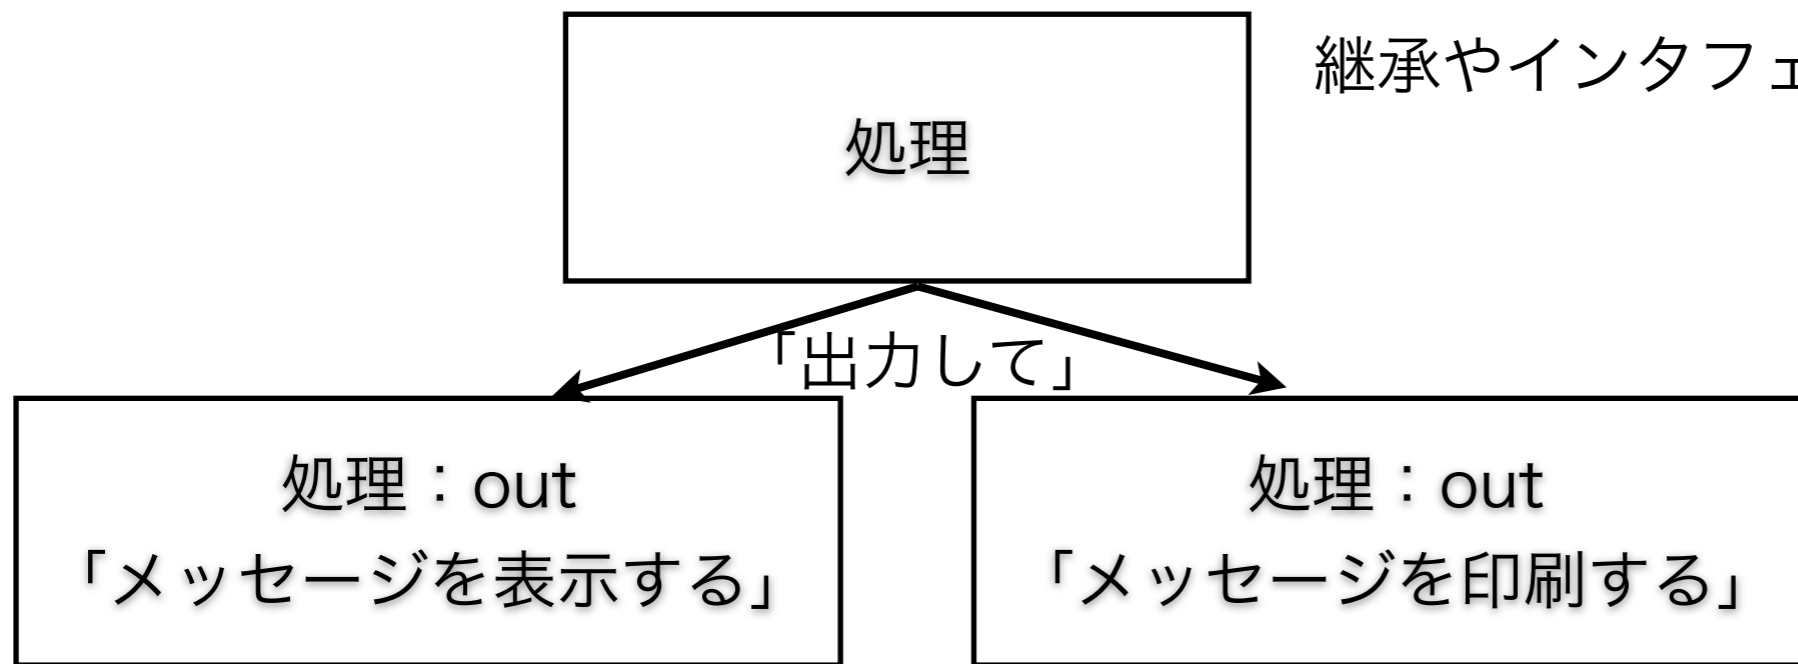 継承やインタフェ
処理
「出力して」
処理：out
「メッセージを表示する」
処理：out
「メッセージを印刷する」